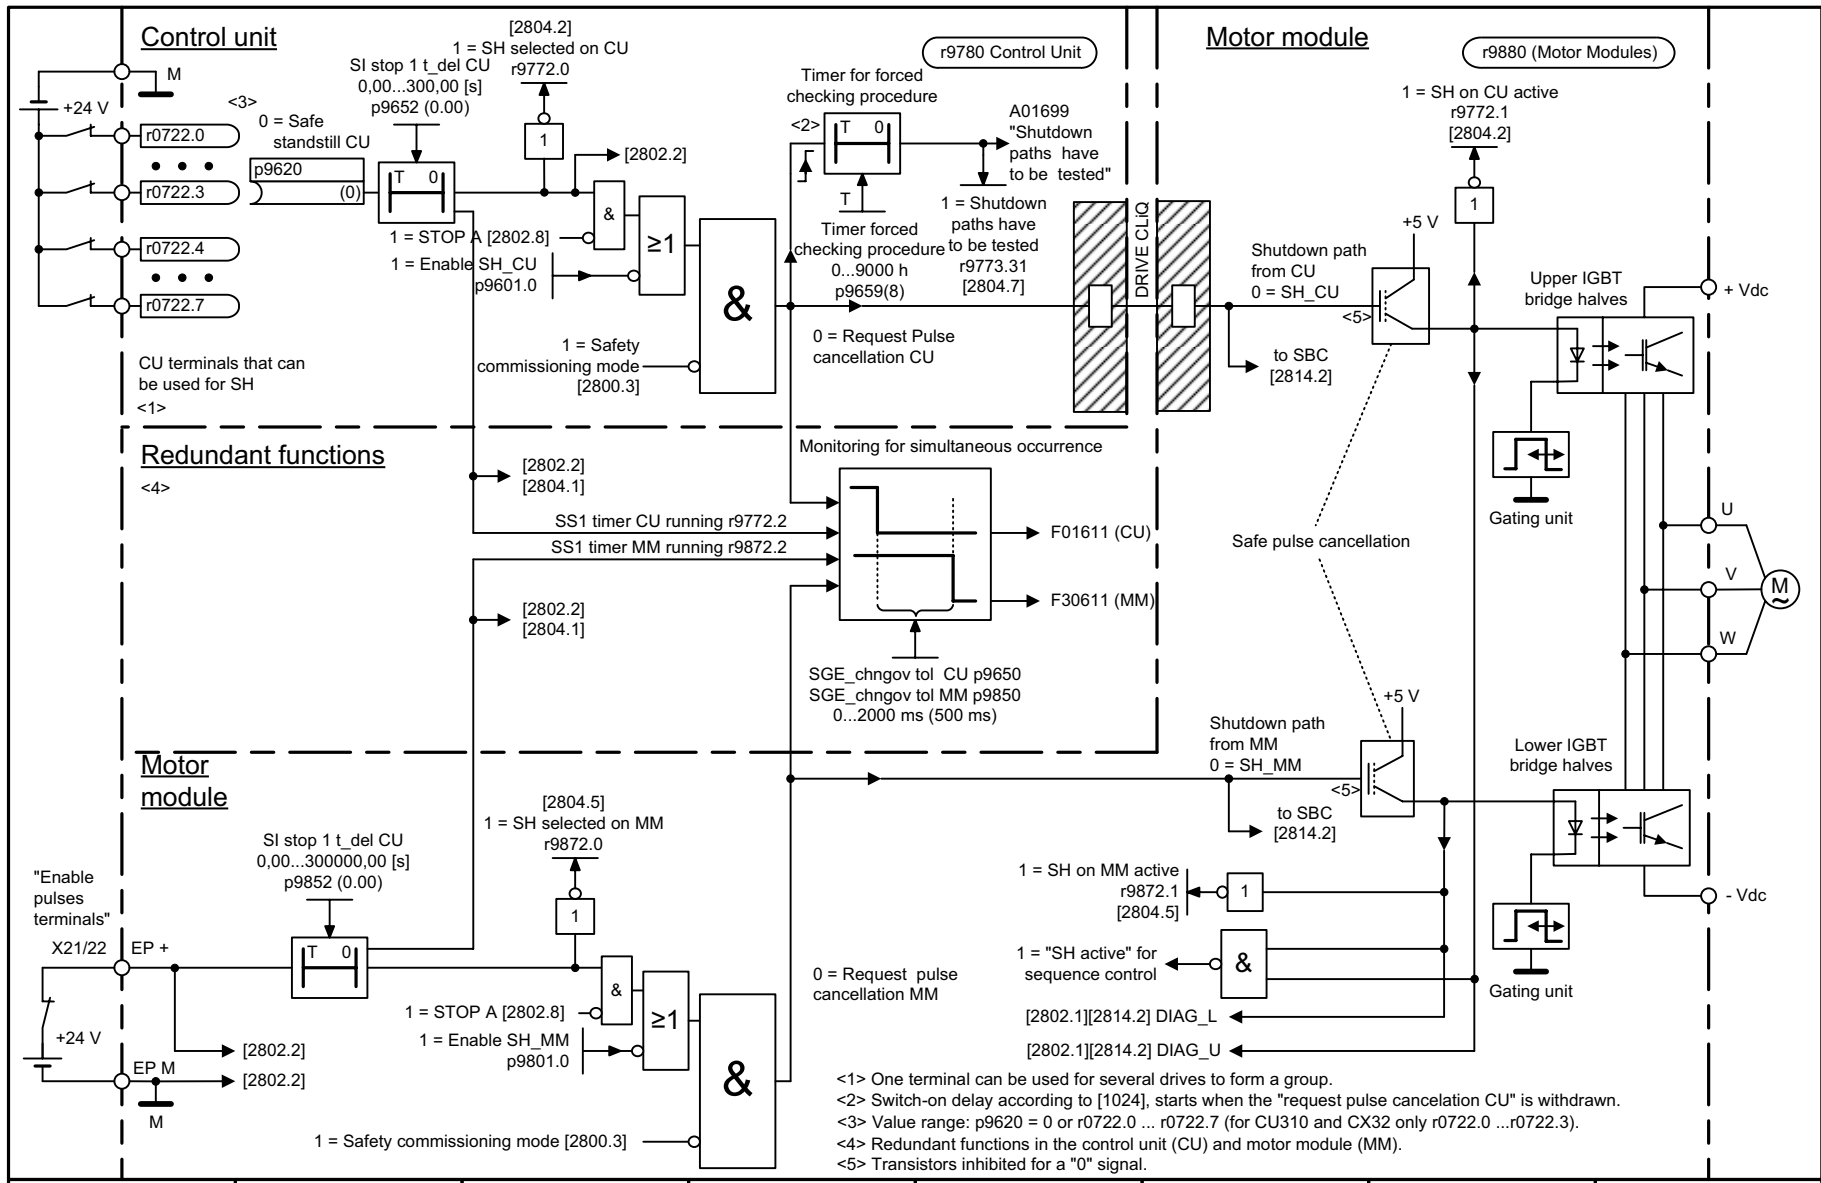 Control unit
M
+24 V
<3>
r0722.0
r0722.3
r0722.4
r0722.7
0 = Safe
standstill CU
p9620
(0)
CU terminals that can
be used for SH
<1>
SI stop 1 t_del CU
0,00...300,00 [s]
p9652 (0.00)
T 0
[2804.2]
1 = SH selected on CU
r9772.0
1
[2802.2]
&
1 = STOP A [2802.8]
1 = Enable SH_CU
p9601.0
≥1
1 = Safety
commissioning mode
[2800.3]
&
r9780 Control Unit
Timer for forced
checking procedure
<2>
T 0
T
Timer forced
checking procedure
0...9000 h
p9659(8)
A01699
"Shutdown
paths have
to be tested"
1 = Shutdown
paths have
to be tested
r9773.31
[2804.7]
0 = Request Pulse
cancellation CU
DRIVE CLiQ
Motor module
r9880 (Motor Modules)
1 = SH on CU active
r9772.1
[2804.2]
1
+5 V
Shutdown path
from CU
0 = SH_CU
<5>
to SBC
[2814.2]
Upper IGBT
bridge halves
+ Vdc
Gating unit
Safe pulse cancellation
U
V
W
M
~
Redundant functions
<4>
[2802.2]
[2804.1]
SS1 timer CU running r9772.2
SS1 timer MM running r9872.2
[2802.2]
[2804.1]
Monitoring for simultaneous occurrence
F01611 (CU)
F30611 (MM)
SGE_chngov tol CU p9650
SGE_chngov tol MM p9850
0...2000 ms (500 ms)
Motor
module
SI stop 1 t_del CU
0,00...300000,00 [s]
p9852 (0.00)
T 0
"Enable
pulses
terminals"
X21/22
EP +
+24 V
EP M
M
[2802.2]
[2802.2]
[2804.5]
1 = SH selected on MM
r9872.0
1
&
1 = STOP A [2802.8]
1 = Enable SH_MM
p9801.0
≥1
&
1 = Safety commissioning mode [2800.3]
0 = Request pulse
cancellation MM
Shutdown path
from MM
0 = SH_MM
+5 V
<5>
to SBC
[2814.2]
Lower IGBT
bridge halves
- Vdc
Gating unit
1 = SH on MM active
r9872.1
[2804.5]
1
1 = "SH active" for
sequence control
&
[2802.1][2814.2] DIAG_L
[2802.1][2814.2] DIAG_U
<1> One terminal can be used for several drives to form a group.
<2> Switch-on delay according to [1024], starts when the "request pulse cancelation CU" is withdrawn.
<3> Value range: p9620 = 0 or r0722.0 ... r0722.7 (for CU310 and CX32 only r0722.0 ...r0722.3).
<4> Redundant functions in the control unit (CU) and motor module (MM).
<5> Transistors inhibited for a "0" signal.